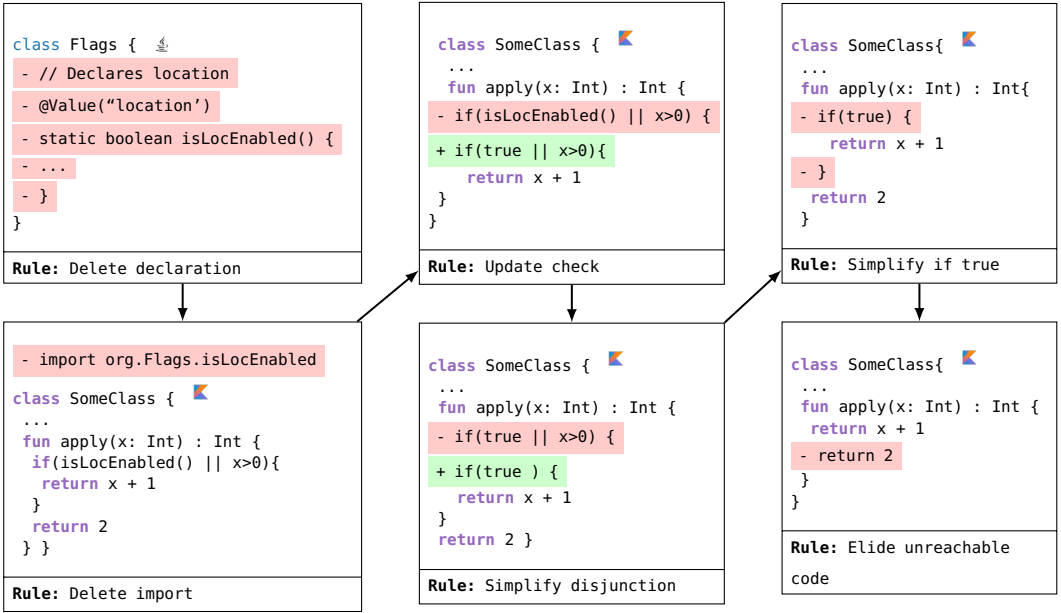 class Flags {
- // Declares location
- @Value(“location’)
- static boolean isLocEnabled() {
- ...
- }
}
Rule: Delete declaration
- import org.Flags.isLocEnabled
class SomeClass {
...
fun apply(x: Int) : Int {
if(isLocEnabled() || x>0){
return x + 1
}
return 2
} }
Rule: Delete import
class SomeClass {
...
fun apply(x: Int) : Int {
- if(isLocEnabled() || x>0) {
+ if(true || x>0){
return x + 1
}
}
Rule: Update check
class SomeClass {
...
fun apply(x: Int) : Int {
- if(true || x>0) {
+ if(true ) {
return x + 1
}
return 2 }
Rule: Simplify disjunction
class SomeClass{
...
fun apply(x: Int) : Int{
- if(true) {
return x + 1
- }
return 2
}
Rule: Simplify if true
class SomeClass{
...
fun apply(x: Int) : Int {
return x + 1
- return 2
}
}
Rule: Elide unreachable
code